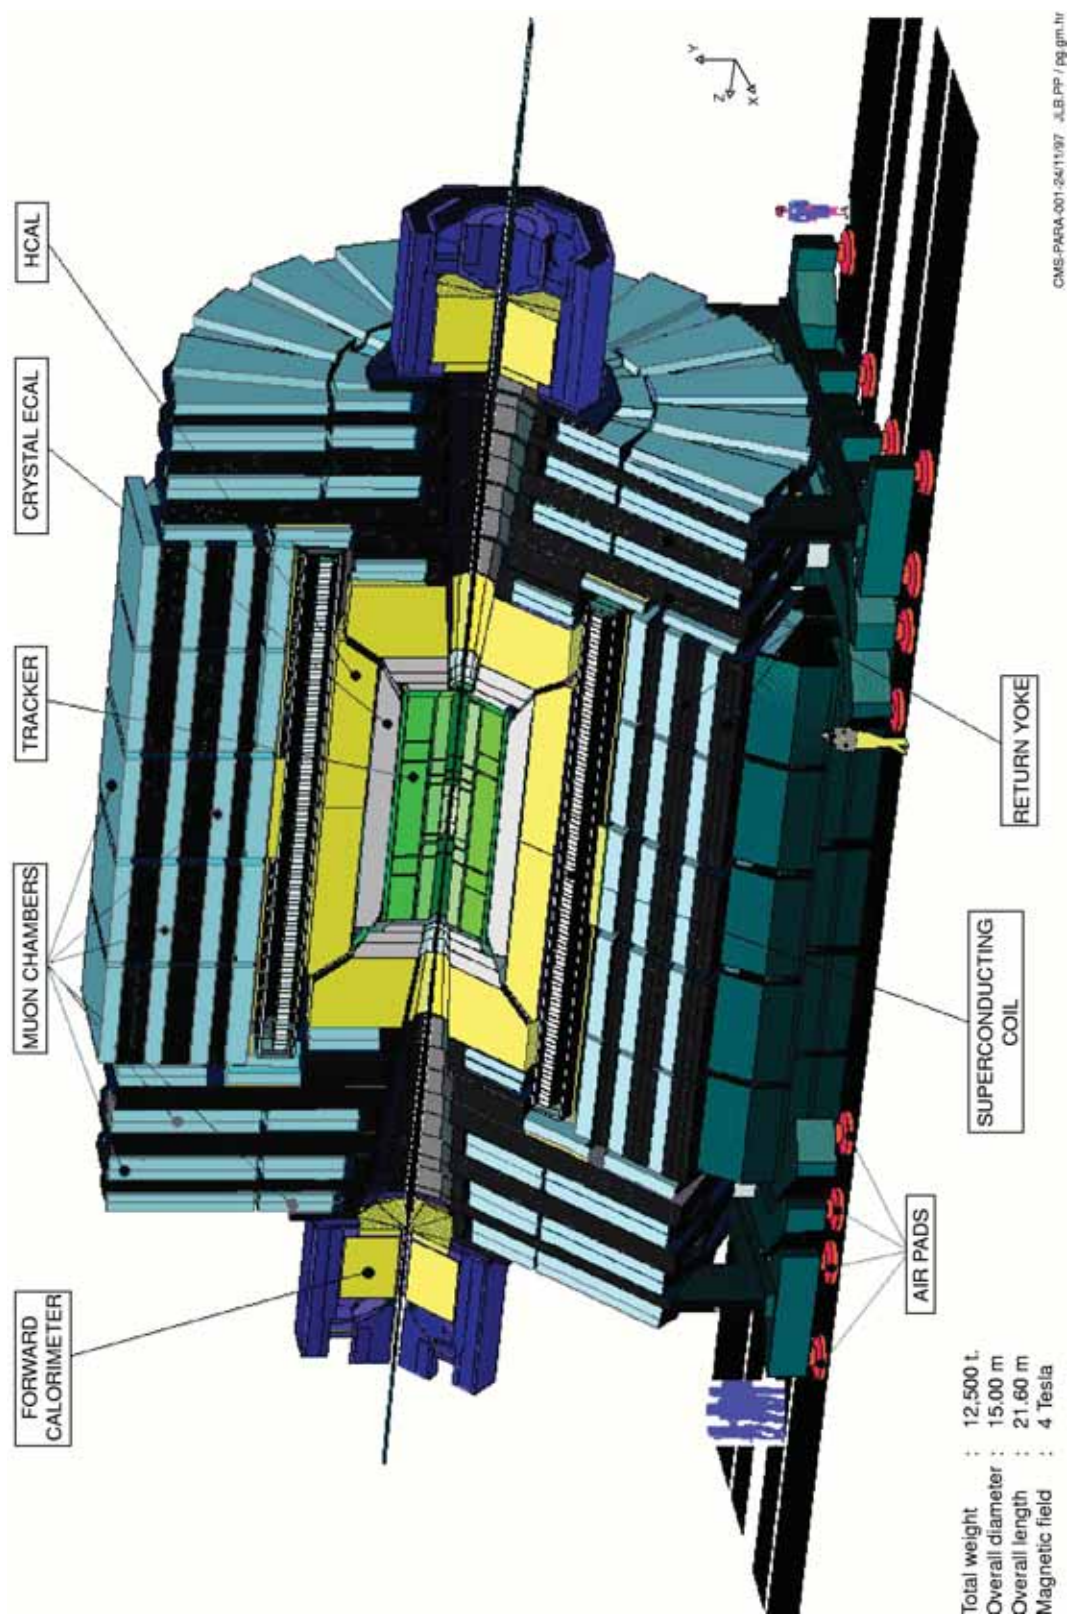 FORWARD
CALORIMETER
MUON CHAMBERS
TRACKER
CRYSTAL ECAL
HCAL
Y
Z
X
AIR PADS
SUPERCONDUCTING
COIL
RETURN YOKE
Total weight : 12,500 t.
Overall diameter : 15.00 m
Overall length : 21.60 m
Magnetic field : 4 Tesla
CMS-PARA-001-24/11/97 JLB.PP / pg.gm.hr